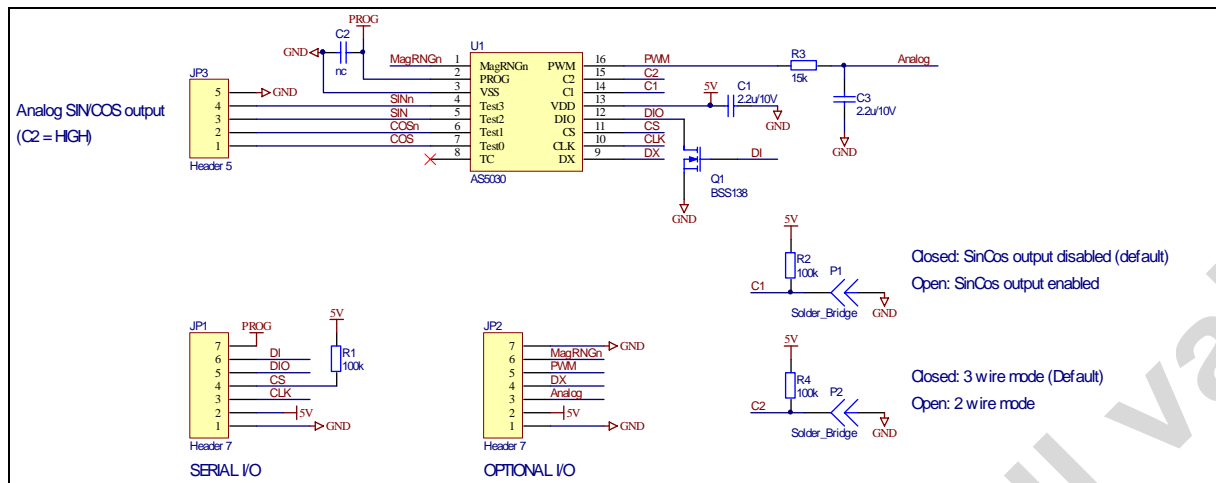 PROG
C2
GND
nc
U1
MagRNGn 1 MagRNGn PWM 16 PWM
2 PROG C2 15 C2
3 VSS C1 14 C1
SINn 4 Test3 VDD 13
SIN 5 Test2 DIO 12 DIO
COSn 6 Test1 CS 11 CS
COS 7 Test0 CLK 10 CLK
8 TC DX 9 DX
AS5030
R3
15k
Analog
C3
2.2u/10V
GND
5V
C1
2.2u/10V
GND
DI
Q1
BSS138
GND
JP3
5 GND
4
3
2
1
Header 5
Analog SIN/COS output
(C2 = HIGH)
5V
R2
100k
P1
C1
GND
Solder_Bridge
Closed: SinCos output disabled (default)
Open: SinCos output enabled
JP1
7 PROG
6 DI
5 DIO
4 CS
3 CLK
2 5V
1 GND
Header 7
5V
R1
100k
SERIAL I/O
JP2
7 GND
6 MagRNGn
5 PWM
4 DX
3 Analog
2 5V
1 GND
Header 7
OPTIONAL I/O
5V
R4
100k
P2
C2
GND
Solder_Bridge
Closed: 3 wire mode (Default)
Open: 2 wire mode